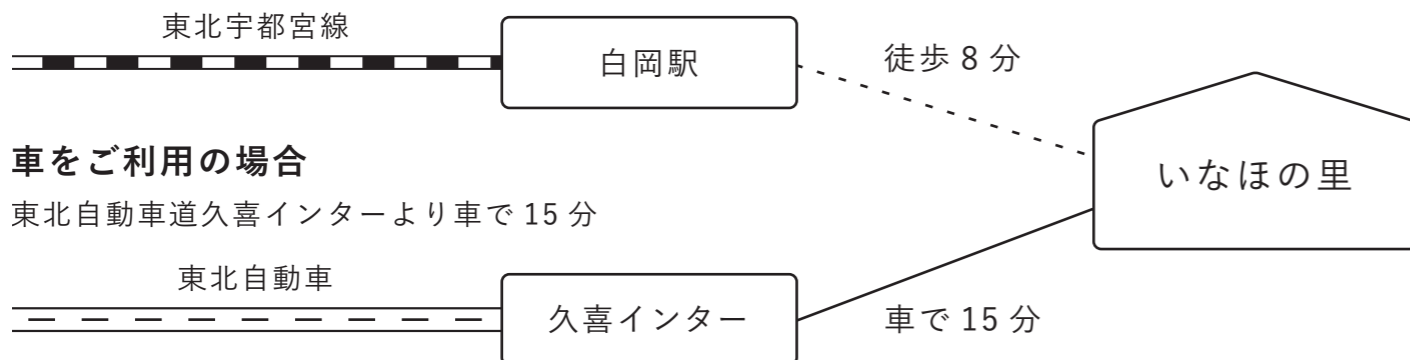 東北宇都宮線
白岡駅
徒歩 8 分
いなほの里
車をご利用の場合
東北自動車道久喜インターより車で 15 分
東北自動車
久喜インター
車で 15 分